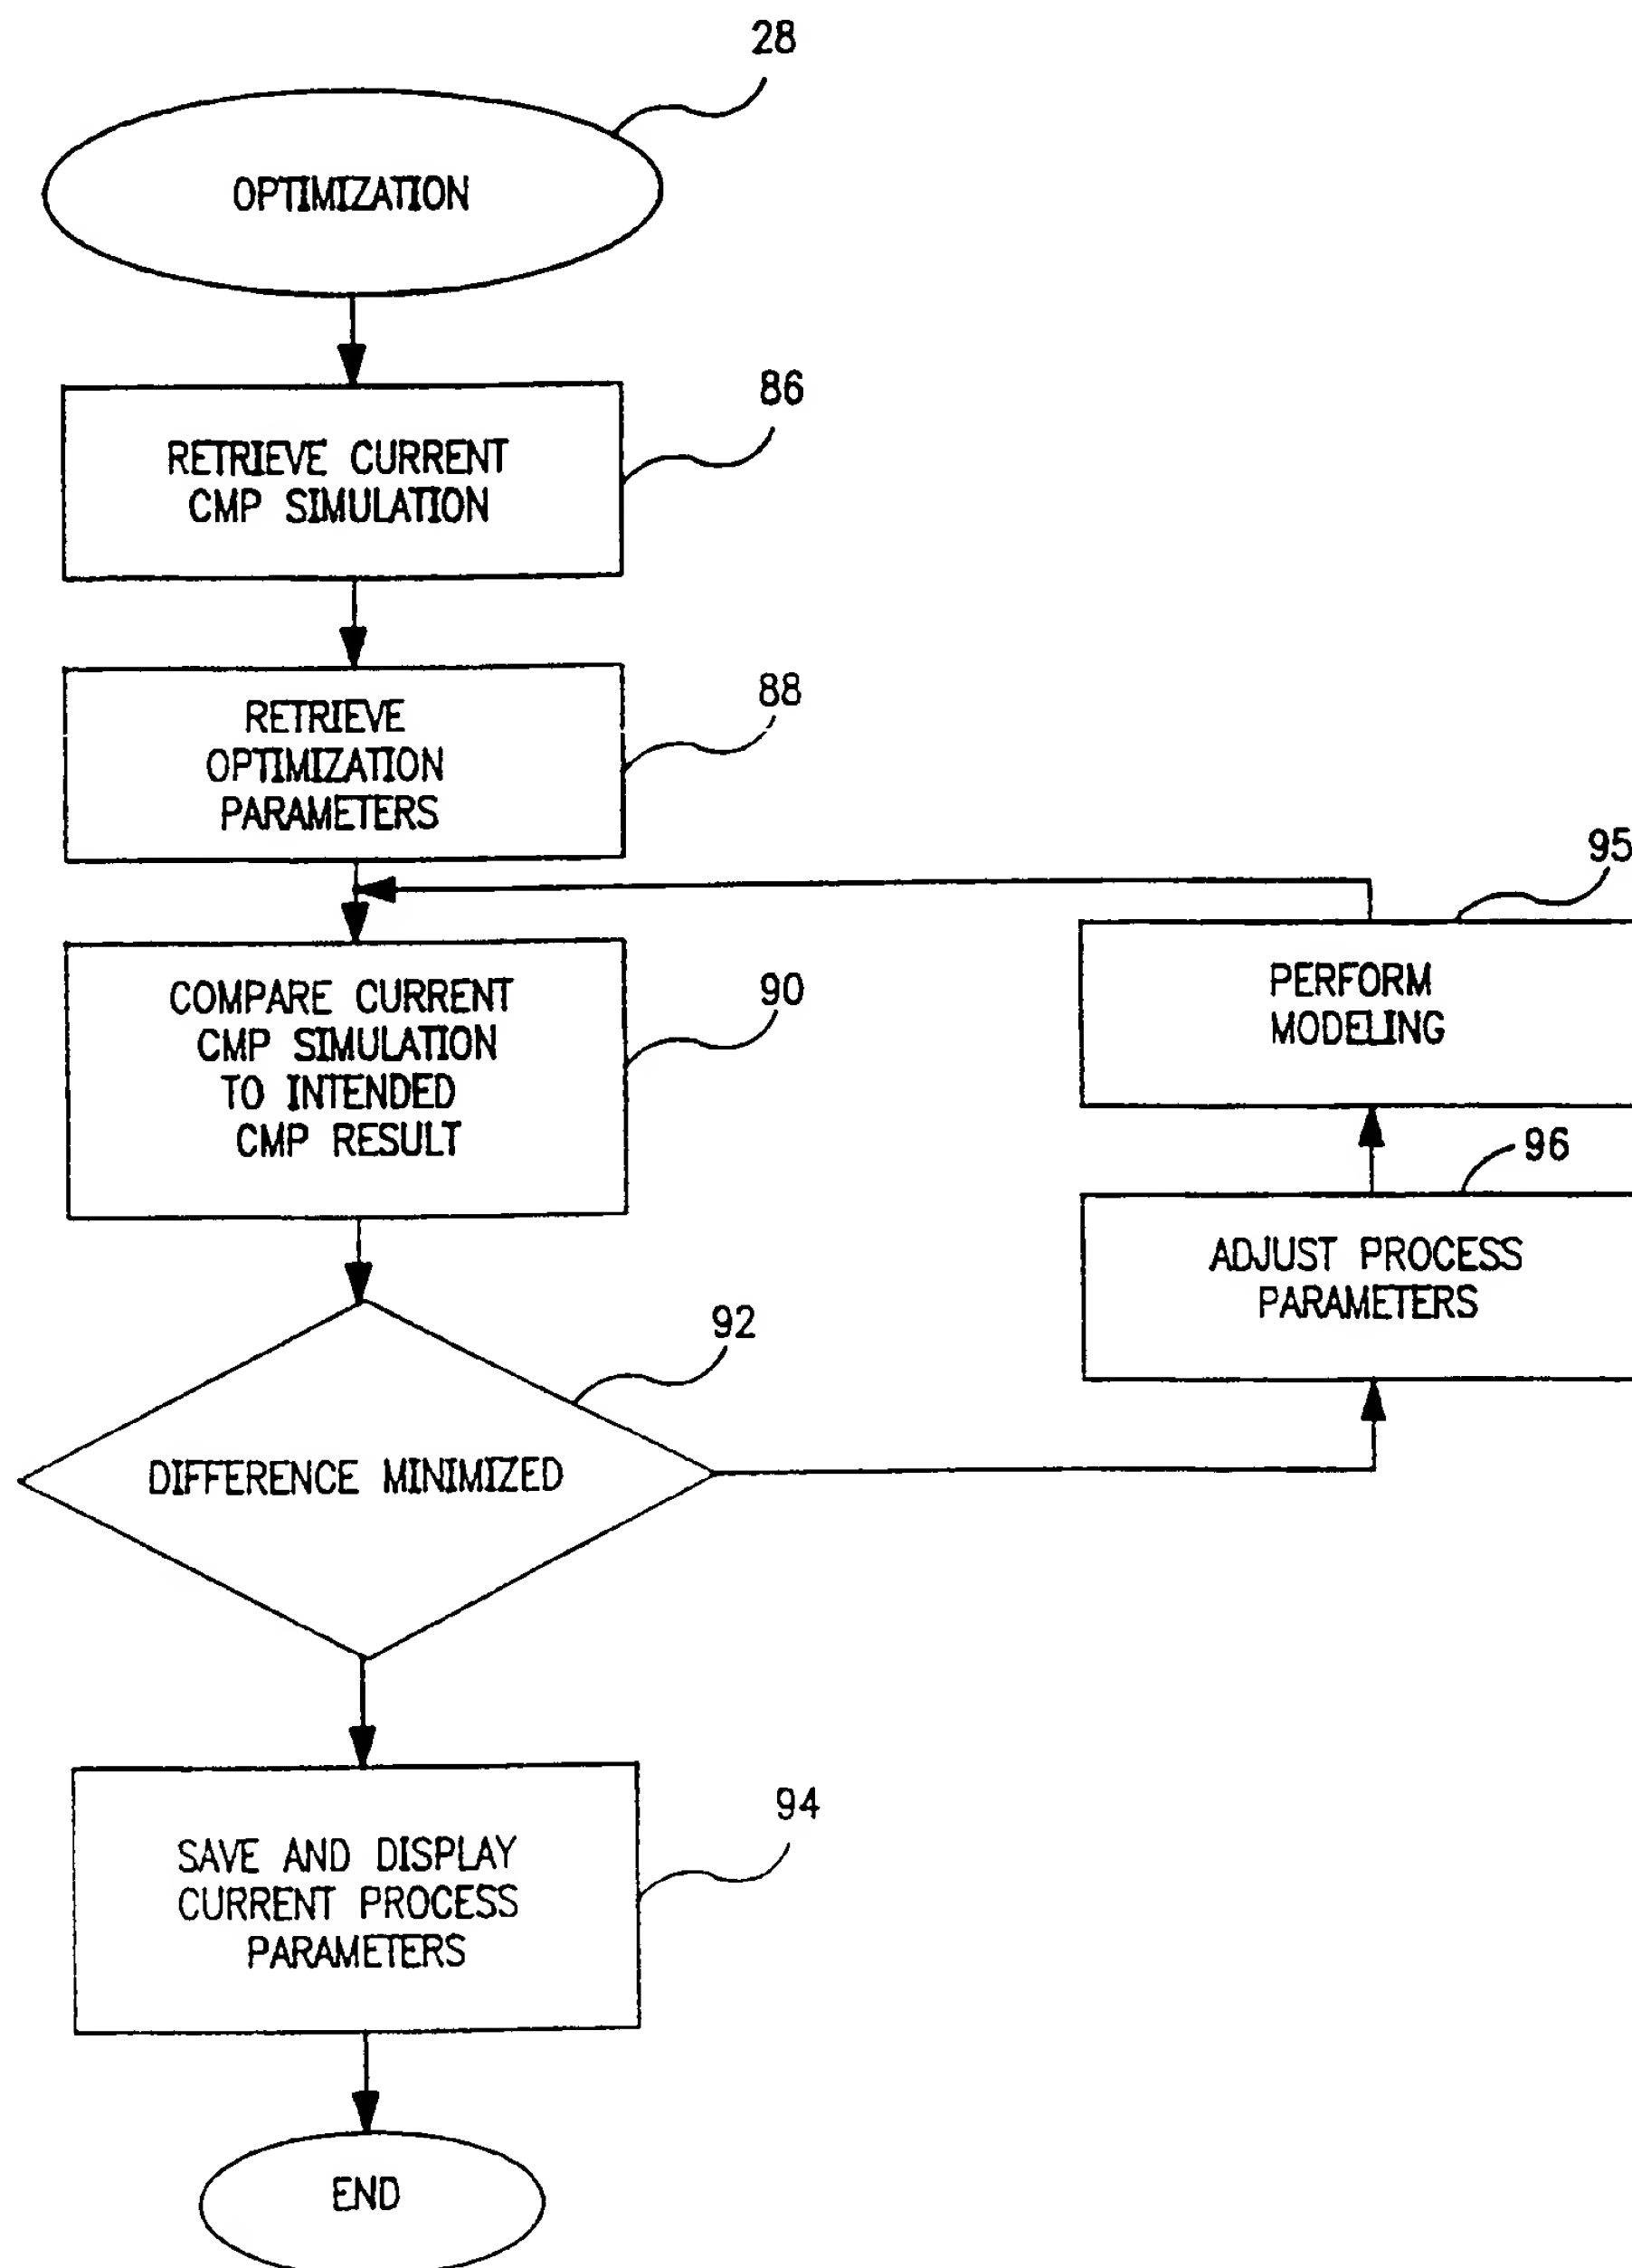 28
OPTIMIZATION
86
RETRIEVE CURRENT
CMP SIMULATION
88
RETRIEVE
OPTIMIZATION
PARAMETERS
95
PERFORM
MODELING
90
COMPARE CURRENT
CMP SIMULATION
TO INTENDED
CMP RESULT
96
ADJUST PROCESS
PARAMETERS
92
DIFFERENCE MINIMIZED
94
SAVE AND DISPLAY
CURRENT PROCESS
PARAMETERS
END